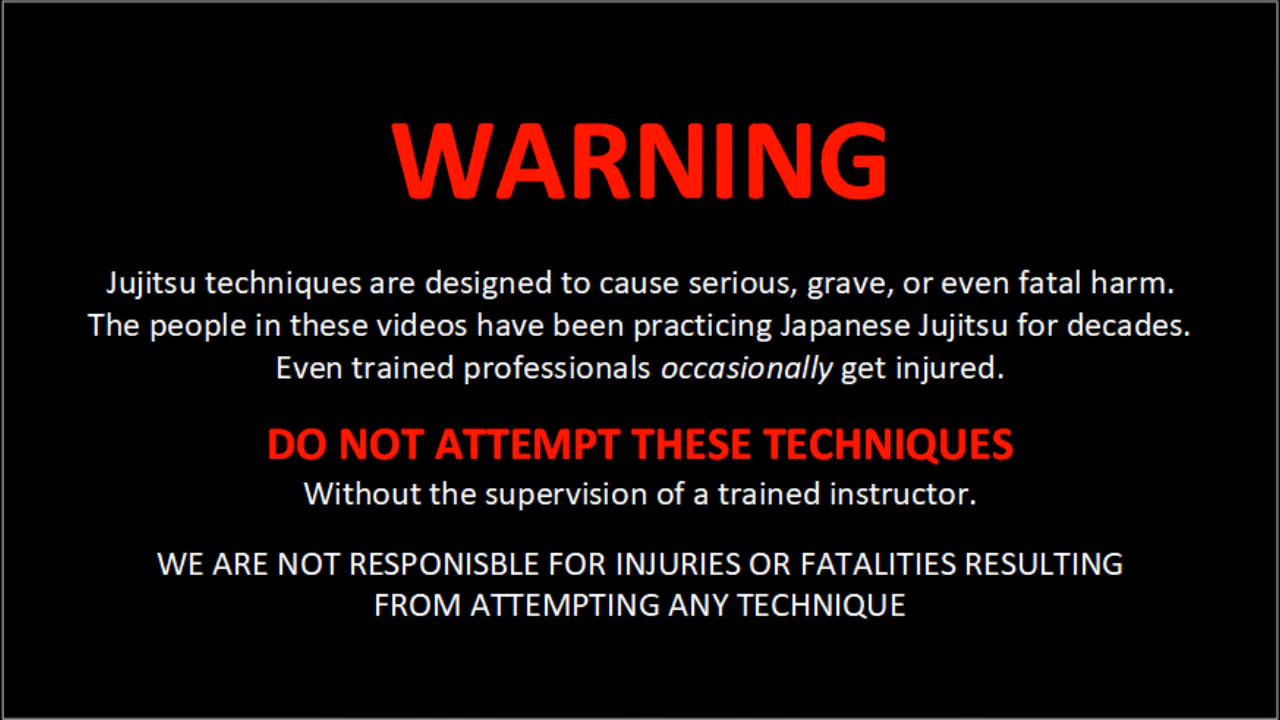 WARNING
Jujitsu techniques are designed to cause serious, grave, or even fatal harm.
The people in these videos have been practicing Japanese Jujitsu for decades.
Even trained professionals occasionally get injured.
DO NOT ATTEMPT THESE TECHNIQUES
Without the supervision of a trained instructor.
WE ARE NOT RESPONISBLE FOR INJURIES OR FATALITIES RESULTING
FROM ATTEMPTING ANY TECHNIQUE